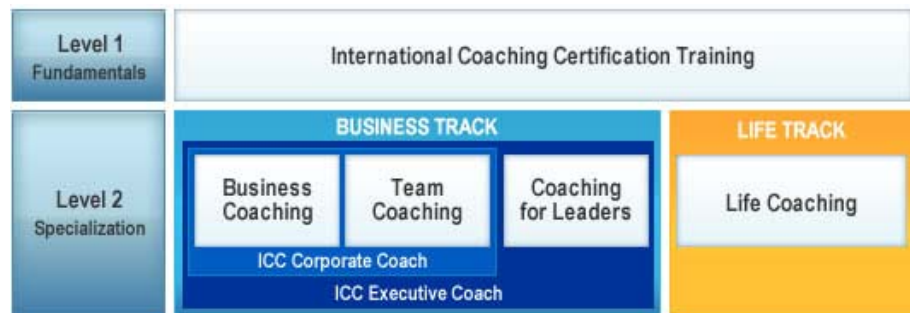 Level 1
Fundamentals
International Coaching Certification Training
Level 2
Specialization
BUSINESS TRACK
Business
Coaching
Team
Coaching
Coaching
for Leaders
ICC Corporate Coach
ICC Executive Coach
LIFE TRACK
Life Coaching